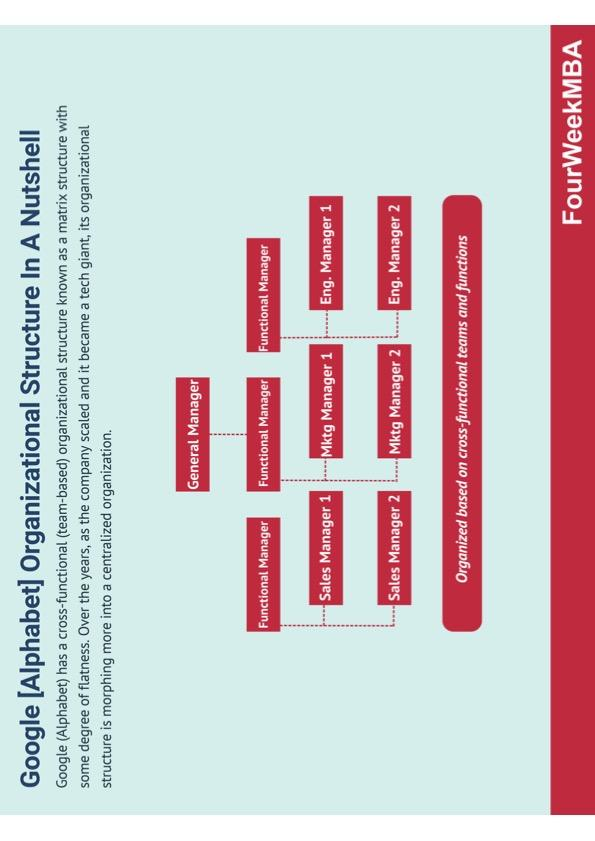 Google [Alphabet] Organizational Structure In A Nutshell
Google (Alphabet) has a cross-functional (team-based) organizational structure known as a matrix structure with
some degree of flatness. Over the years, as the company scaled and it became a tech giant, its organizational
structure is morphing more into a centralized organization.
General Manager
Functional Manager
Functional Manager
Functional Manager
Sales Manager 1
Mktg Manager 1
Eng. Manager 1
Sales Manager 2
Mktg Manager 2
Eng. Manager 2
Organized based on cross-functional teams and functions
FourWeekMBA